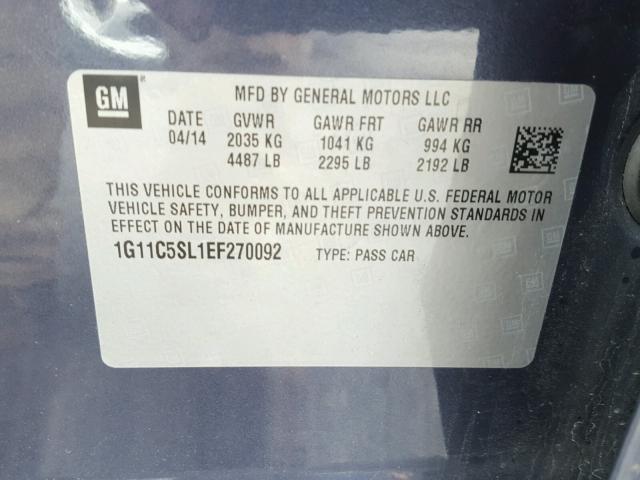 GM
MFD BY GENERAL MOTORS LLC
DATE GVWR GAWR FRT GAWR RR
04/14 2035 KG 1041 KG 994 KG
4487 LB 2295 LB 2192 LB
THIS VEHICLE CONFORMS TO ALL APPLICABLE U.S. FEDERAL MOTOR
VEHICLE SAFETY, BUMPER, AND THEFT PREVENTION STANDARDS IN
EFFECT ON THE DATE OF MANUFACTURE SHOWN ABOVE.
1G11C5SL1EF270092 TYPE: PASS CAR